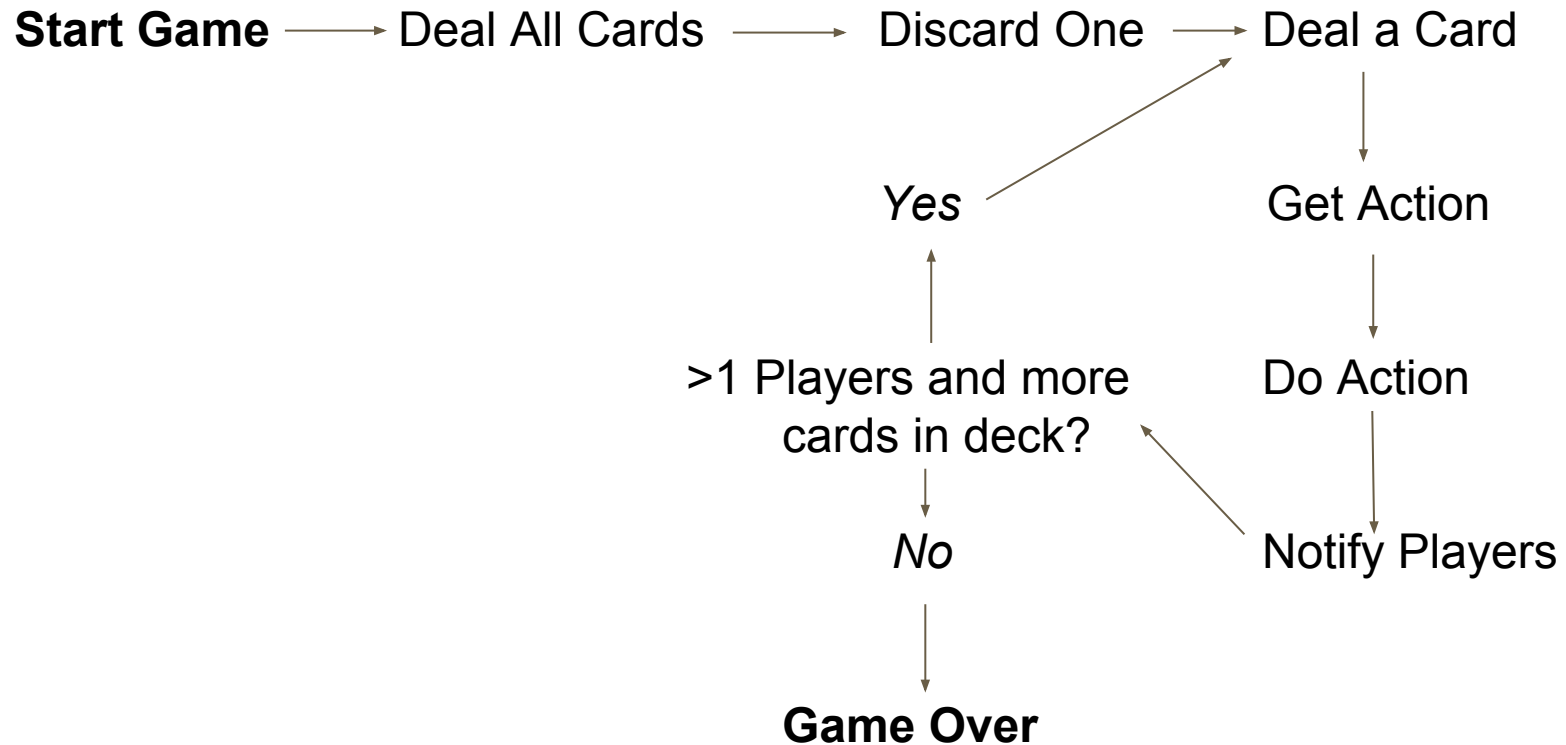 Start Game
Deal All Cards
Discard One
Deal a Card
Yes
Get Action
>1 Players and more
cards in deck?
Do Action
No
Notify Players
Game Over